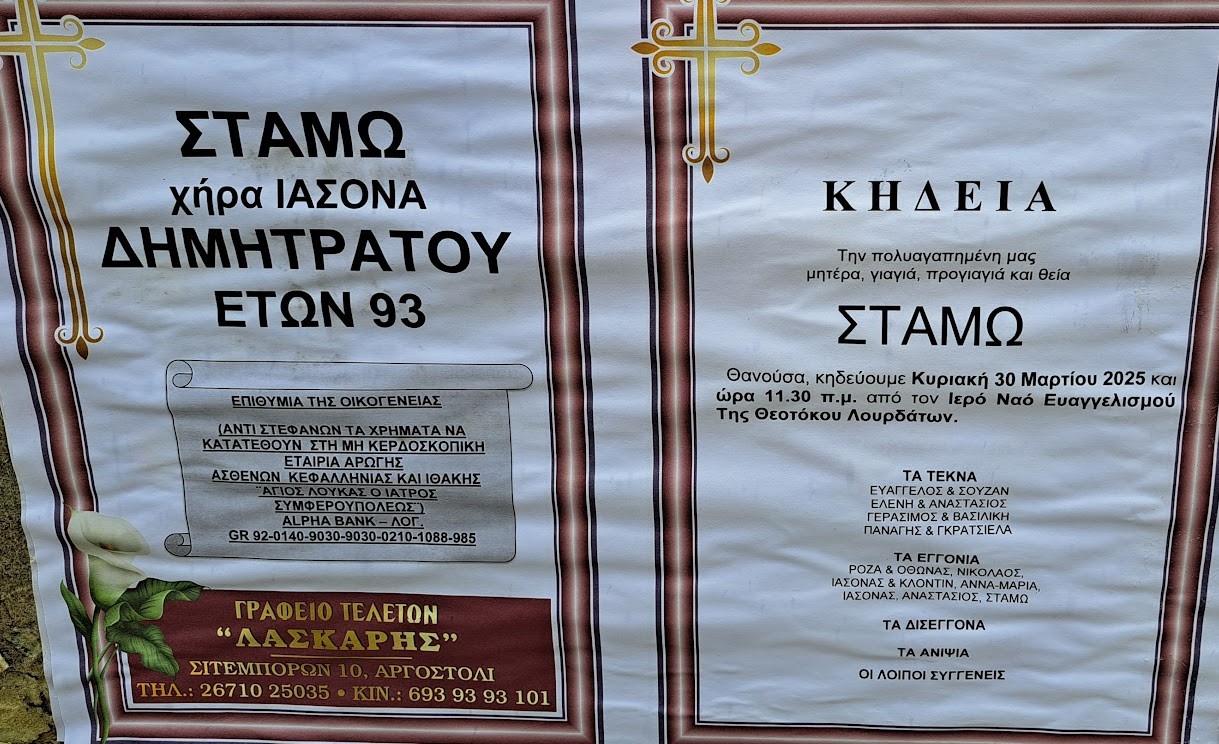 ΣΤΑΜΩ
χήρα ΙΑΣΟΝΑ
ΔΗΜΗΤΡΑΤΟΥ
ΕΤΩΝ 93
ΕΠΙΘΥΜΙΑ ΤΗΣ ΟΙΚΟΓΕΝΕΙΑΣ
(ΑΝΤΙ ΣΤΕΦΑΝΩΝ ΤΑ ΧΡΗΜΑΤΑ ΝΑ
ΚΑΤΑΤΕΘΟΥΝ ΣΤΗ ΜΗ ΚΕΡΔΟΣΚΟΠΙΚΗ
ΕΤΑΙΡΙΑ ΑΡΩΓΗΣ
ΑΣΘΕΝΩΝ ΚΕΦΑΛΛΗΝΙΑΣ ΚΑΙ ΙΘΑΚΗΣ
¨ΑΓΙΟΣ ΛΟΥΚΑΣ Ο ΙΑΤΡΟΣ
ΣΥΜΦΕΡΟΥΠΟΛΕΩΣ¨)
ALPHA BANK – ΛΟΓ.
GR 92-0140-9030-9030-0210-1088-985
ΓΡΑΦΕΙΟ ΤΕΛΕΤΩΝ
“ΛΑΣΚΑΡΗΣ”
ΣΙΤΕΜΠΟΡΩΝ 10, ΑΡΓΟΣΤΟΛΙ
ΤΗΛ.: 26710 25035 • ΚΙΝ.: 693 93 93 101
ΚΗΔΕΙΑ
Την πολυαγαπημένη μας
μητέρα, γιαγιά, προγιαγιά και θεία
ΣΤΑΜΩ
Θανούσα, κηδεύουμε Κυριακή 30 Μαρτίου 2025 και
ώρα 11.30 π.μ. από τον Ιερό Ναό Ευαγγελισμού
Της Θεοτόκου Λουρδάτων.
ΤΑ ΤΕΚΝΑ
ΕΥΑΓΓΕΛΟΣ & ΣΟΥΖΑΝ
ΕΛΕΝΗ & ΑΝΑΣΤΑΣΙΟΣ
ΓΕΡΑΣΙΜΟΣ & ΒΑΣΙΛΙΚΗ
ΠΑΝΑΓΗΣ & ΓΚΡΑΤΣΙΕΛΑ
ΤΑ ΕΓΓΟΝΙΑ
ΡΟΖΑ & ΟΘΩΝΑΣ, ΝΙΚΟΛΑΟΣ,
ΙΑΣΟΝΑΣ & ΚΛΟΝΤΙΝ, ΑΝΝΑ-ΜΑΡΙΑ,
ΙΑΣΟΝΑΣ, ΑΝΑΣΤΑΣΙΟΣ, ΣΤΑΜΩ
ΤΑ ΔΙΣΕΓΓΟΝΑ
ΤΑ ΑΝΙΨΙΑ
ΟΙ ΛΟΙΠΟΙ ΣΥΓΓΕΝΕΙΣ